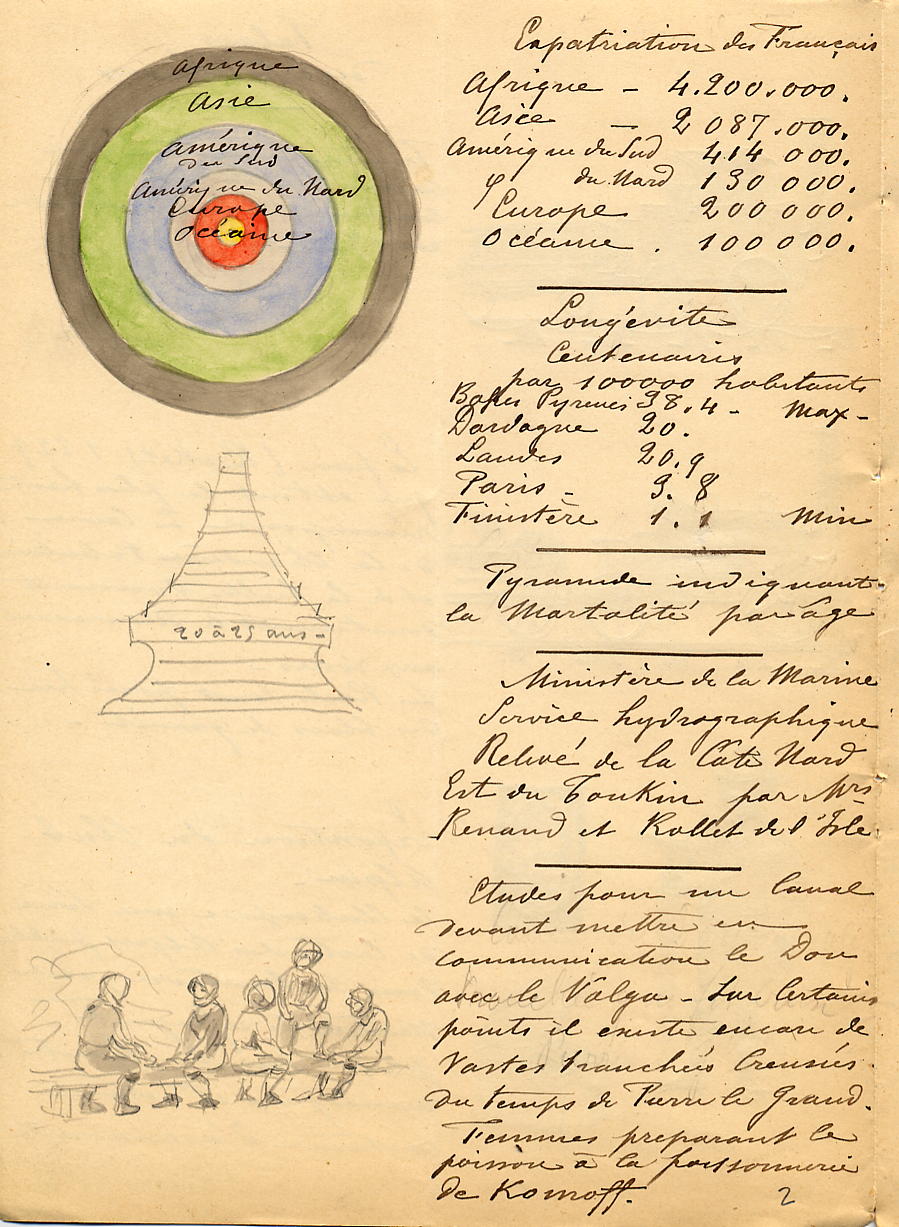 Afrique
Asie
Amérique
du Sud
Amérique du Nord
Europe
Océanie
20 à 25 ans -
Expatriation des Français
Afrique - 4.200.000.
Asie - 2 087.000.
Amérique du Sud 414 000.
du Nord 130 000.
Europe 200 000.
Océanie . 100 000.
Longévité
Centenairis
par 100000 habitants
Basses Pyrenés 38.4 - Max -
Dordogne 20.
Landes 20.9
Paris - 3.8
Finistère 1.1 Min
Pyramide indiquant
la Mortalité par âge
Ministère de la Marine
Service hydrographique
Relevé de la Côte Nord
Est du Tonkin par Mrs
Renaud et Rollet de l'Isle
Etudes pour un Canal
devant mettre en
communication le Don
avec le Volga - Sur Certains
points il existe encore de
Vastes tranchées Creusées
du temps de Pierre le Grand.
Femmes preparant le
poisson à la poissonnerie
de Komroff.
2